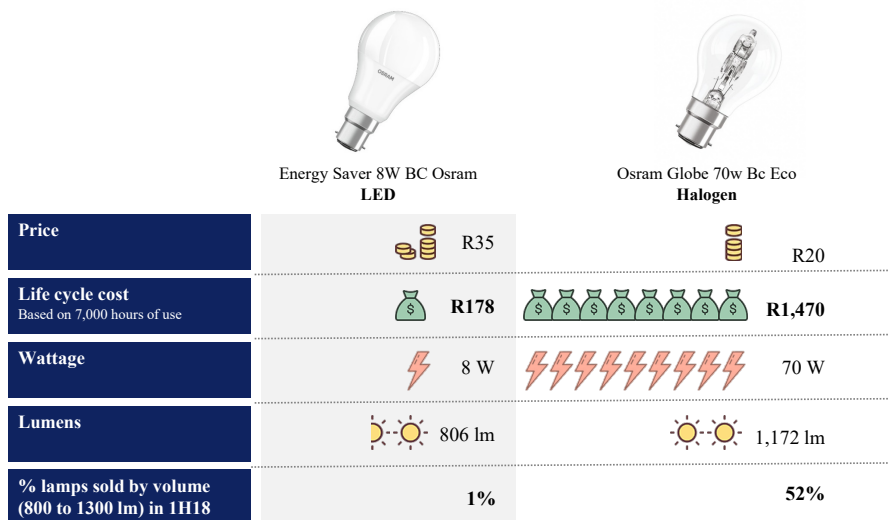 OSRAM
Energy Saver 8W BC Osram
LED
Osram Globe 70w Bc Eco
Halogen
Price
R35
R20
Life cycle cost
Based on 7,000 hours of use
R178
R1,470
Wattage
8 W
70 W
Lumens
806 lm
1,172 lm
% lamps sold by volume
(800 to 1300 lm) in 1H18
1%
52%